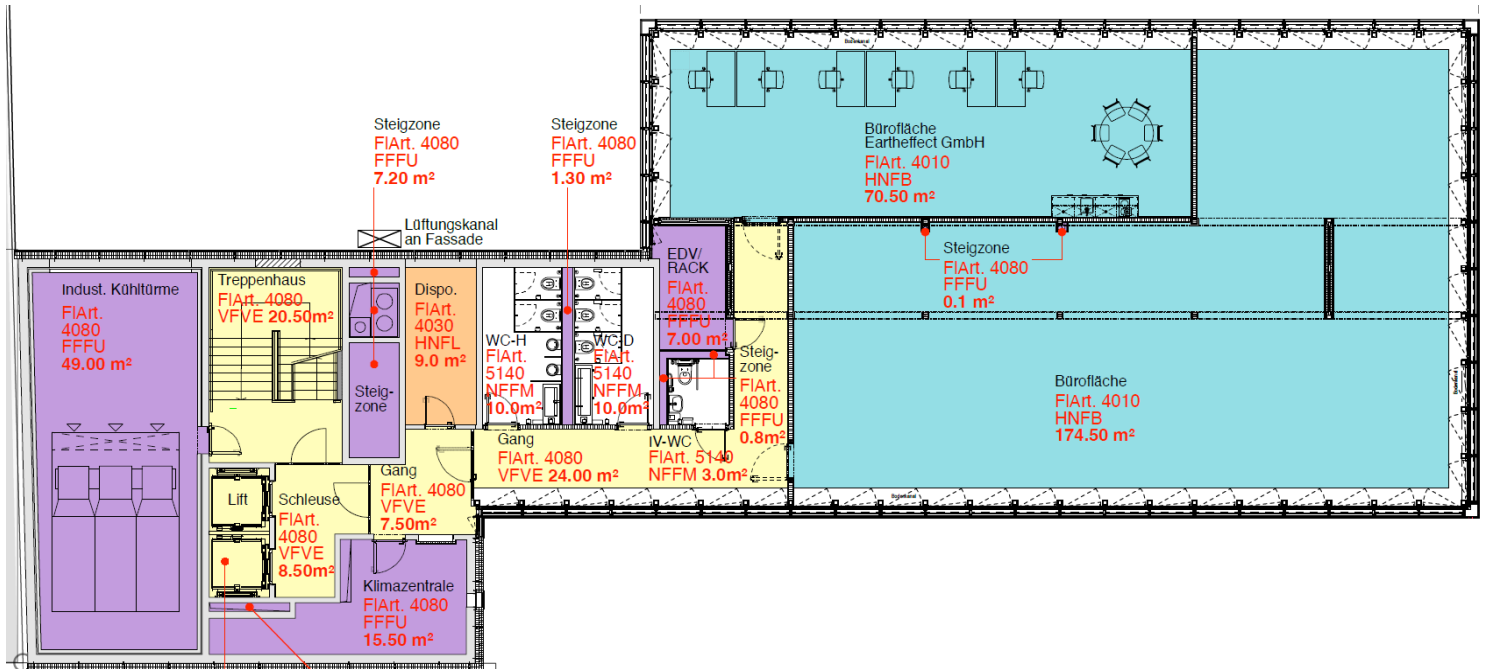 Bodenkanal
Steigzone
FlArt. 4080
FFFU
7.20 m²
Steigzone
FlArt. 4080
FFFU
1.30 m²
Bürofläche
Eartheffect GmbH
FlArt. 4010
HNFB
70.50 m²
Lüftungskanal
an Fassade
EDV/
RACK
FlArt.
4080
FFFU
7.00 m²
Steigzone
FlArt. 4080
FFFU
0.1 m²
Indust. Kühltürme
FlArt.
4080
FFFU
49.00 m²
Treppenhaus
FlArt. 4080
VFVE 20.50m²
Dispo.
FlArt.
4030
HNFL
9.0 m²
WC-H
FlArt.
5140
NFFM
10.0m²
WC-D
FlArt.
5140
NFFM
10.0m²
Steig-
zone
FlArt.
4080
FFFU
0.8m²
Steig-
zone
Bürofläche
FlArt. 4010
HNFB
174.50 m²
Bodenkanal
Gang
FlArt. 4080
VFVE 24.00 m²
IV-WC
FlArt. 5140
NFFM 3.0m²
Gang
FlArt. 4080
VFVE
7.50m²
Lift
Schleuse
FlArt.
4080
VFVE
8.50m²
Bodenkanal
Klimazentrale
FlArt. 4080
FFFU
15.50 m²